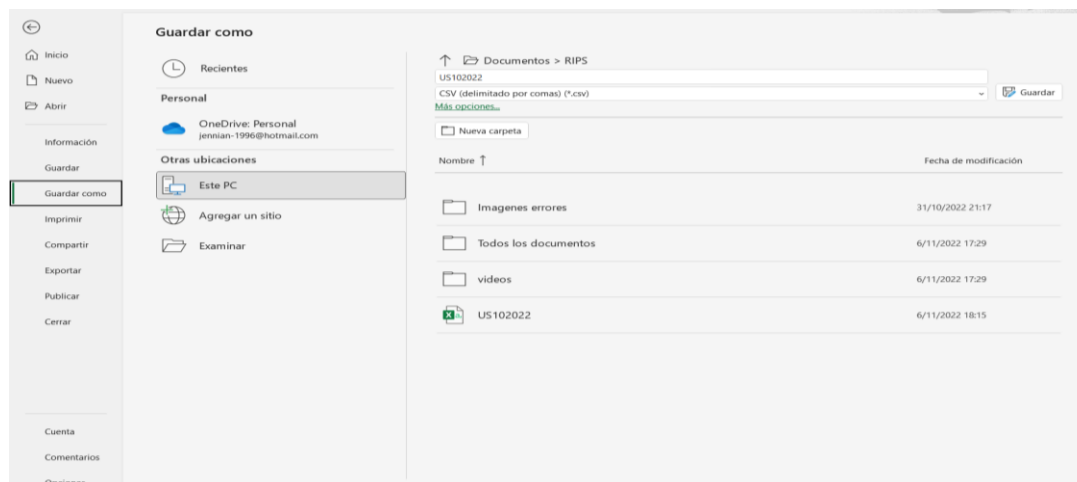 Guardar como
Inicio
Nuevo
Abrir
Información
Guardar
Guardar como
Imprimir
Compartir
Exportar
Publicar
Cerrar
Cuenta
Comentarios
Recientes
Personal
OneDrive: Personal
jennian-1996@hotmail.com
Otras ubicaciones
Este PC
Agregar un sitio
Examinar
Documentos > RIPS
US102022
CSV (delimitado por comas) (*.csv)
Guardar
Más opciones...
Nueva carpeta
Nombre ↑ Fecha de modificación
Imagenes errores 31/10/2022 21:17
Todos los documentos 6/11/2022 17:29
videos 6/11/2022 17:29
US102022 6/11/2022 18:15